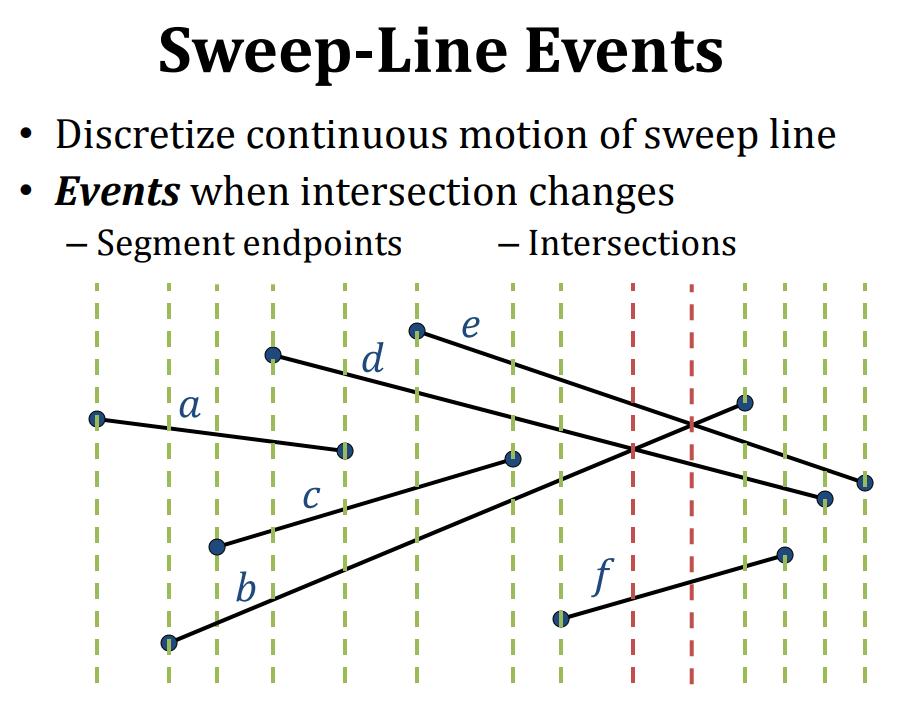 Sweep-Line Events
• Discretize continuous motion of sweep line
• Events when intersection changes
– Segment endpoints – Intersections
e
d
a
c
b
f